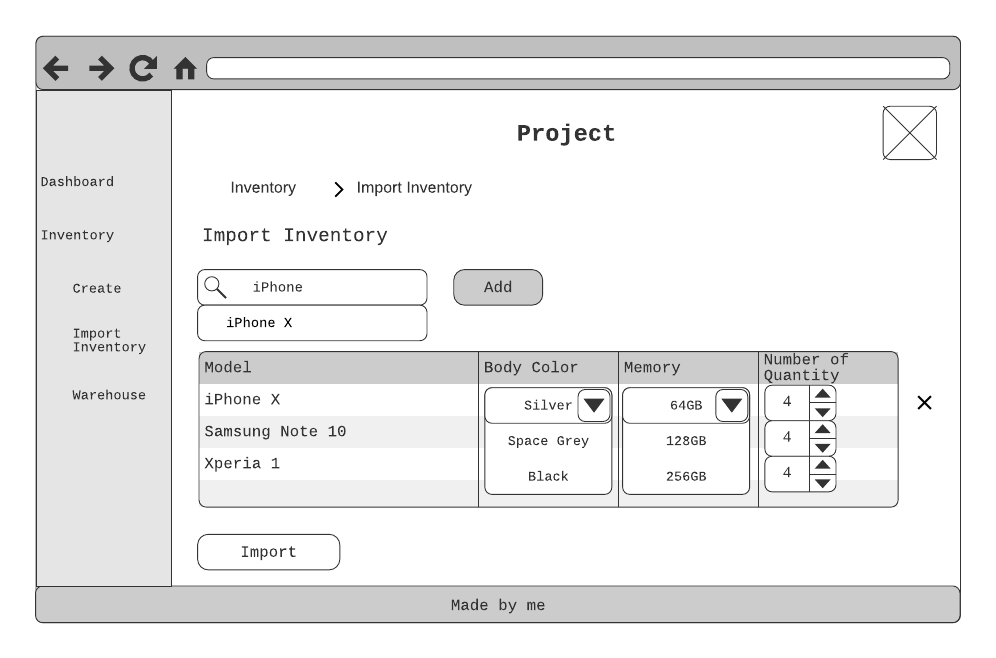 Project
Dashboard
Inventory
Create
Import
Inventory
Warehouse
Inventory
Import Inventory
Import Inventory
iPhone
Add
iPhone X
Model
Body Color
Memory
Number of
Quantity
iPhone X
Silver
64GB
4
Samsung Note 10
Space Grey
128GB
4
Xperia 1
Black
256GB
4
Import
Made by me